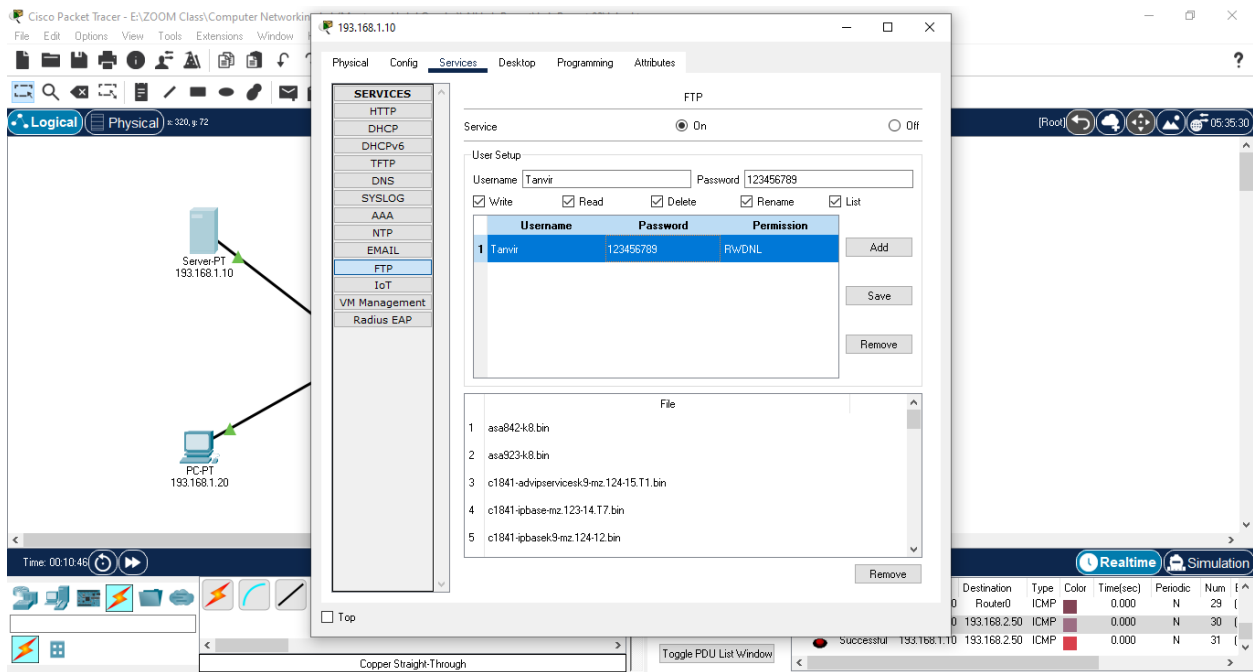 Cisco Packet Tracer - E:\ZOOM Class\Computer Networkin
File Edit Options View Tools Extensions Window
193.168.1.10
?
Physical Config Services Desktop Programming Attributes
Logical Physical x: 320, y: 72
[Root] 05:35:30
SERVICES
HTTP
DHCP
DHCPv6
TFTP
DNS
SYSLOG
AAA
NTP
EMAIL
FTP
IoT
VM Management
Radius EAP
FTP
Service On Off
User Setup
Username Tanvir Password 123456789
Write Read Delete Rename List
Username Password Permission
1 Tanvir 123456789 RWDNL
Add
Save
Remove
File
1 asa842-k8.bin
2 asa923-k8.bin
3 c1841-advipservicesk9-mz.124-15.T1.bin
4 c1841-ipbase-mz.123-14.T7.bin
5 c1841-ipbasek9-mz.124-12.bin
Remove
Top
Server-PT
193.168.1.10
PC-PT
193.168.1.20
Time: 00:10:46
Realtime Simulation
Destination Type Color Time(sec) Periodic Num
Router0 ICMP 0.000 N 29
193.168.2.50 ICMP 0.000 N 30
Successful 193.168.1.10 193.168.2.50 ICMP 0.000 N 31
Toggle PDU List Window
Copper Straight-Through